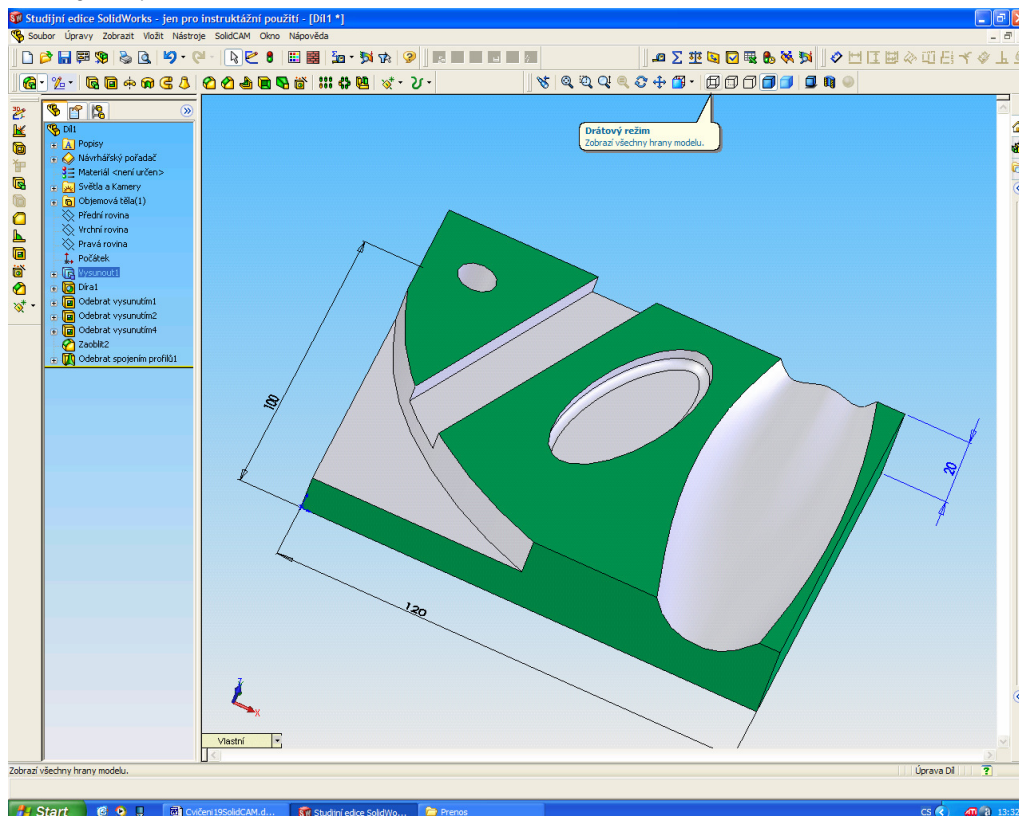 Studijní edice SolidWorks - jen pro instruktážní použití - [Díl1 *]
Soubor Úpravy Zobrazit Vložit Nástroje SolidCAM Okno Nápověda
Drátový režim
Zobrazí všechny hrany modelu.
Díl1
Popisy
Návrhářský pořadač
Materiál <není určen>
Světla a Kamery
Objemová těla(1)
Přední rovina
Vrchní rovina
Pravá rovina
Počátek
Vysunout1
Díra1
Odebrat vysunutím1
Odebrat vysunutím2
Odebrat vysunutím4
Zaoblit2
Odebrat spojením profilů1
100
20
120
Z
X
Vlastní
Zobrazí všechny hrany modelu.
Úprava Díl
Start
Cvičení19SolidCAM.d...
Studijní edice SolidWo...
Prenos
CS
13:32